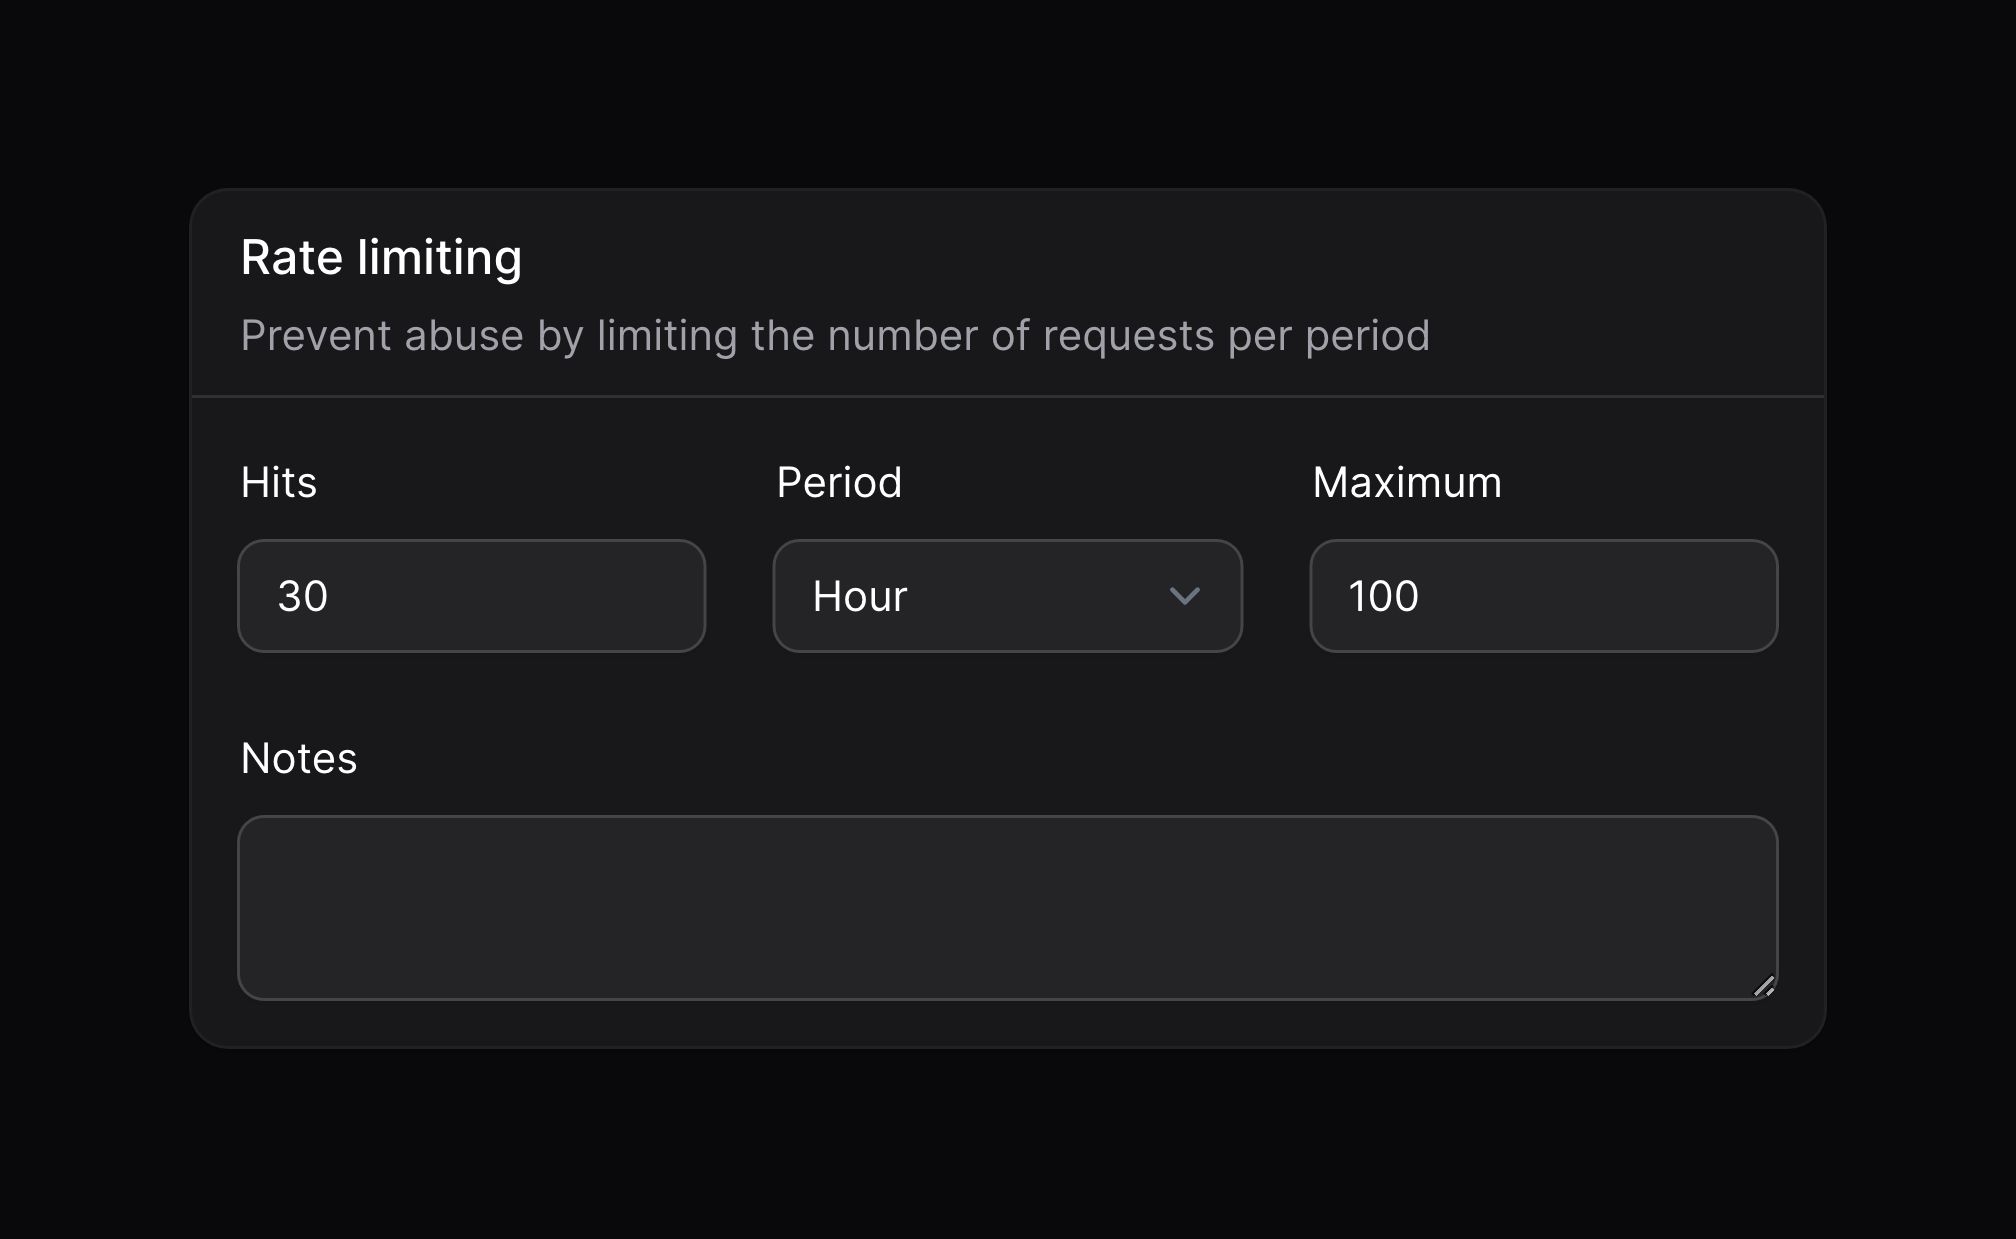 Rate limiting
Prevent abuse by limiting the number of requests per period
Hits Period Maximum
30 Hour 100
Notes